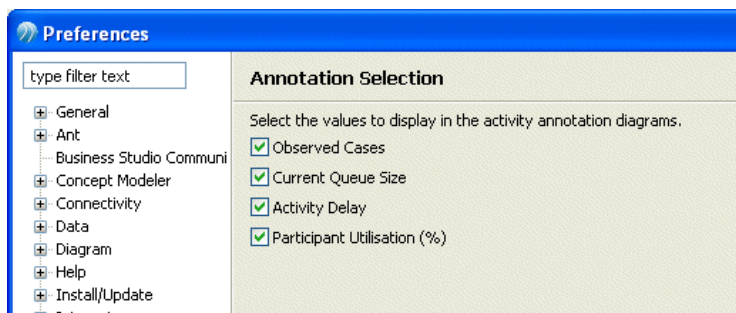 Preferences
type filter text
General
Ant
Business Studio Communi
Concept Modeler
Connectivity
Data
Diagram
Help
Install/Update
Annotation Selection
Select the values to display in the activity annotation diagrams.
Observed Cases
Current Queue Size
Activity Delay
Participant Utilisation (%)